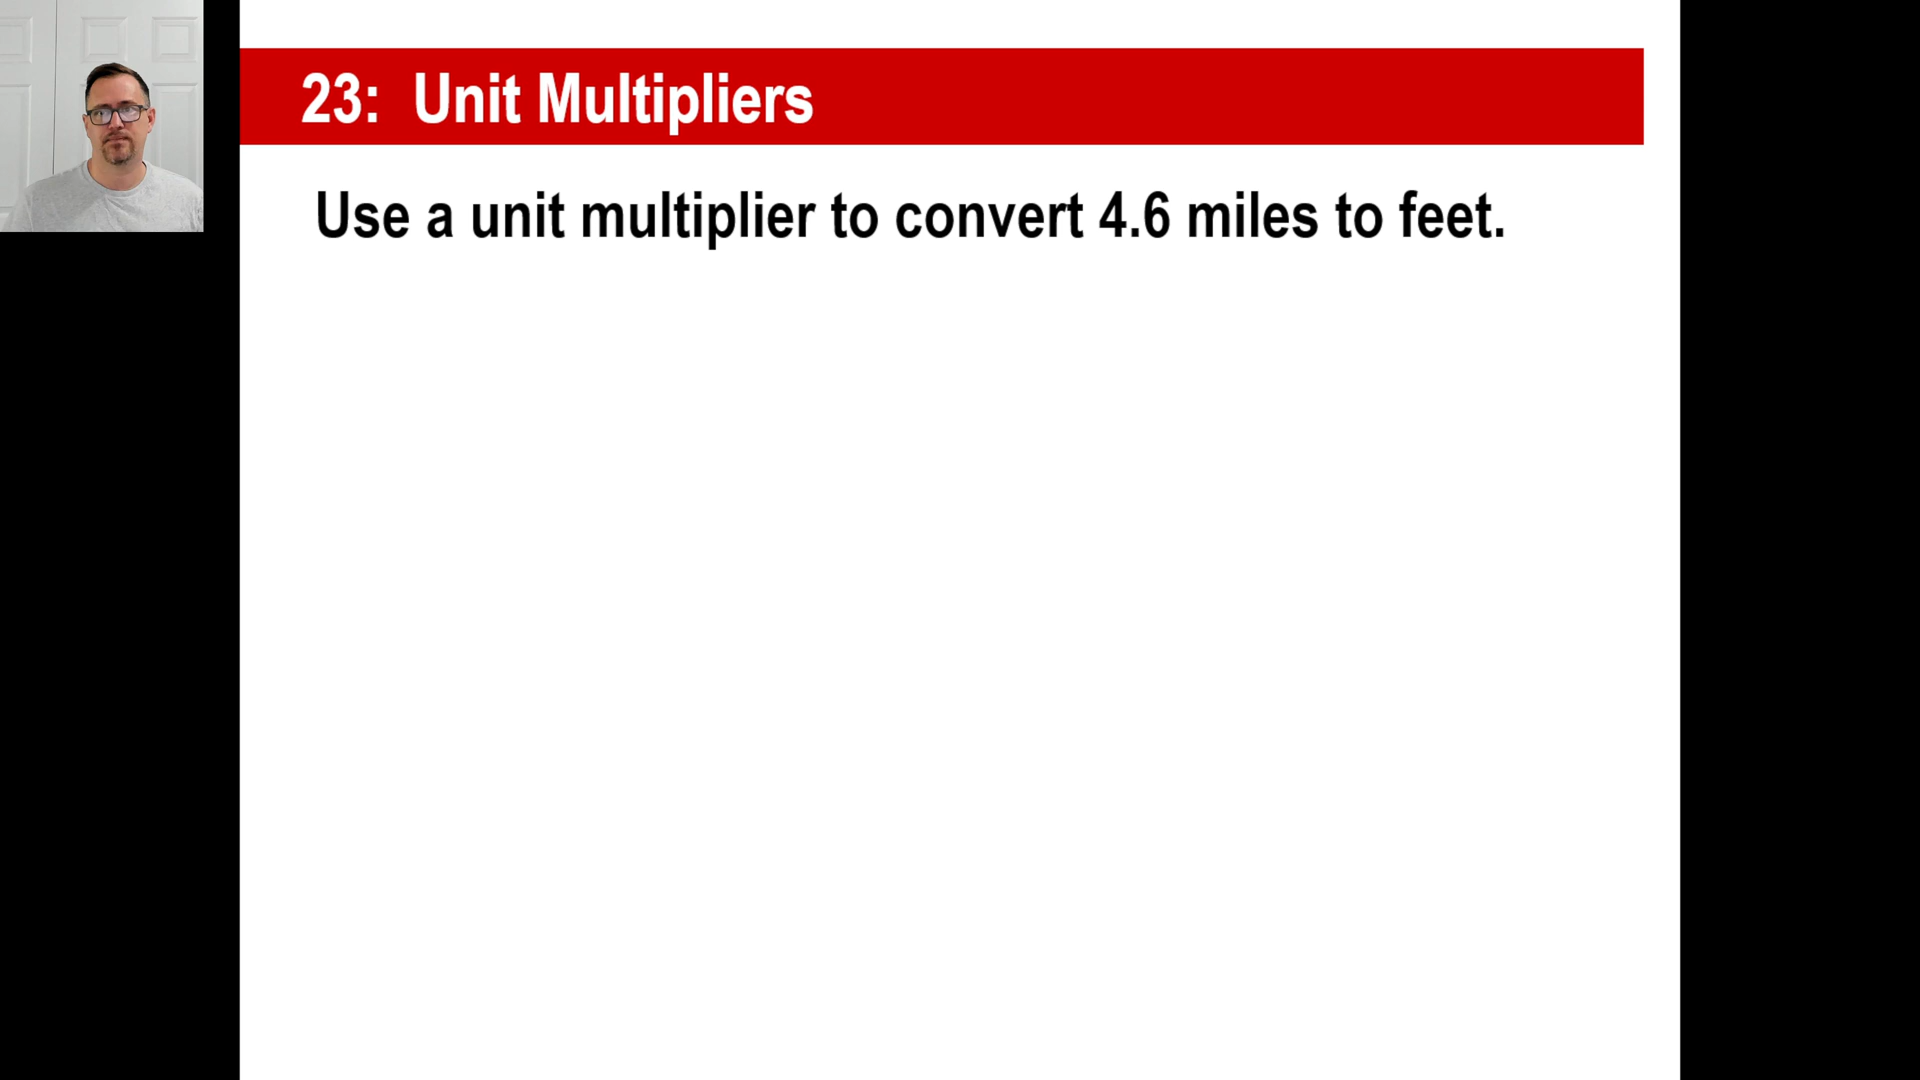 23: Unit Multipliers
Use a unit multiplier to convert 4.6 miles to feet.